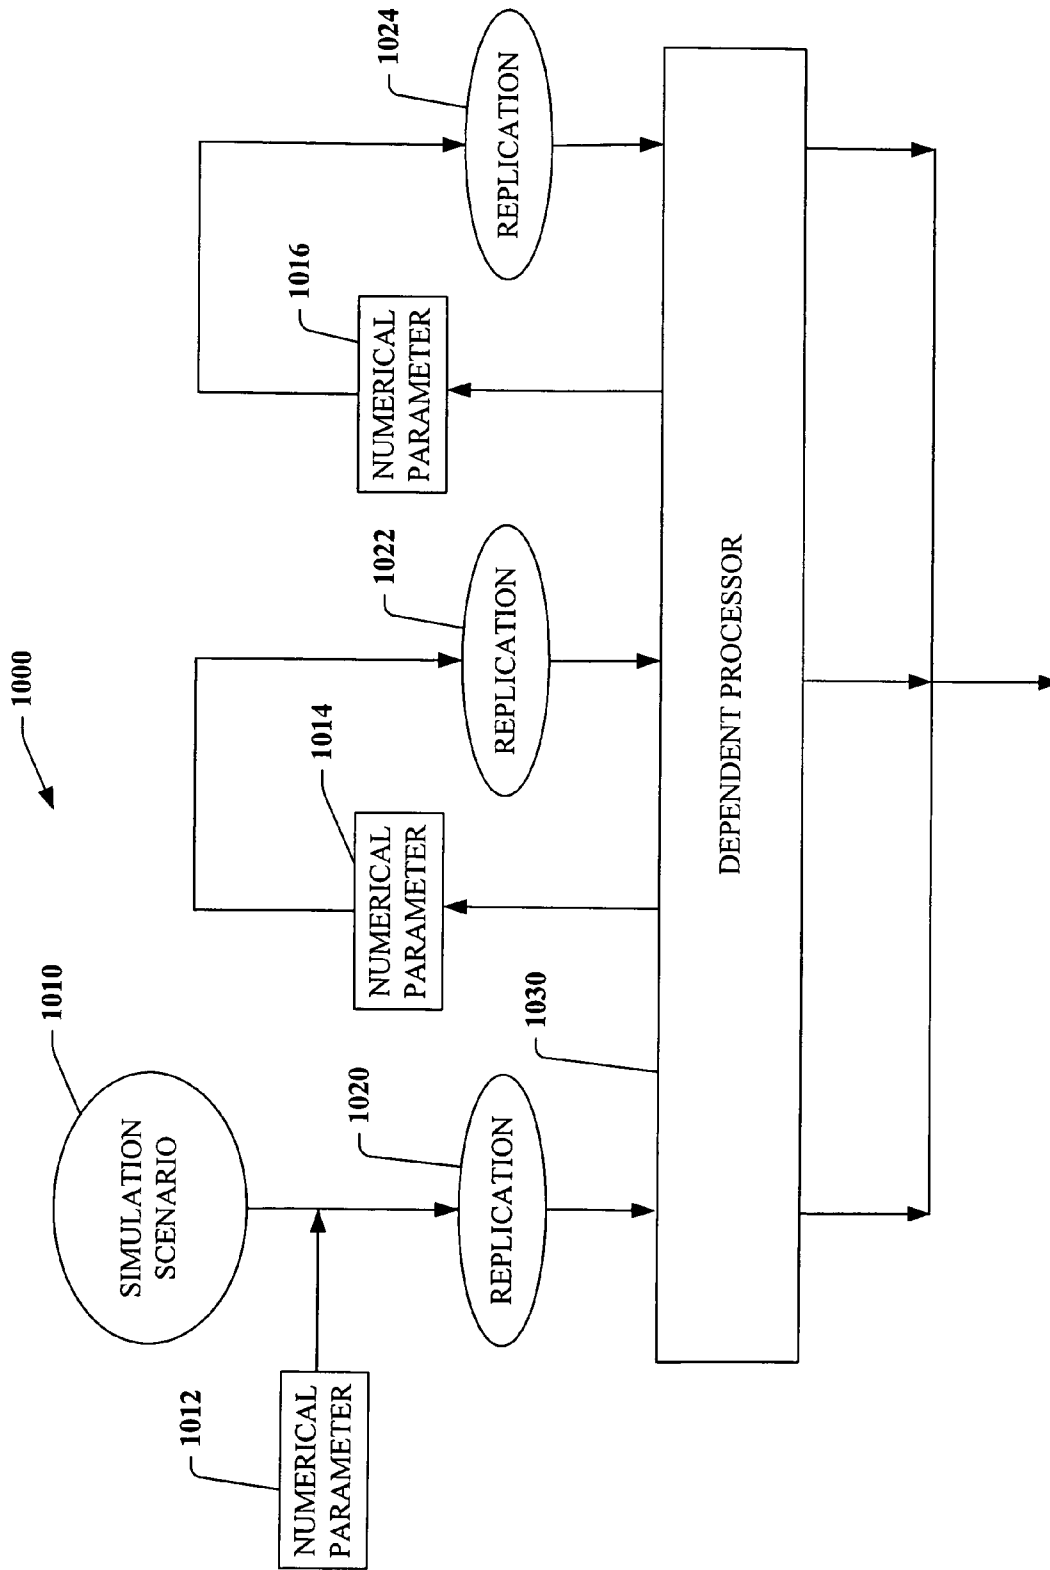 1000
1010
SIMULATION
SCENARIO
1012
NUMERICAL
PARAMETER
1014
NUMERICAL
PARAMETER
1016
NUMERICAL
PARAMETER
1020
REPLICATION
1022
REPLICATION
1024
REPLICATION
1030
DEPENDENT PROCESSOR